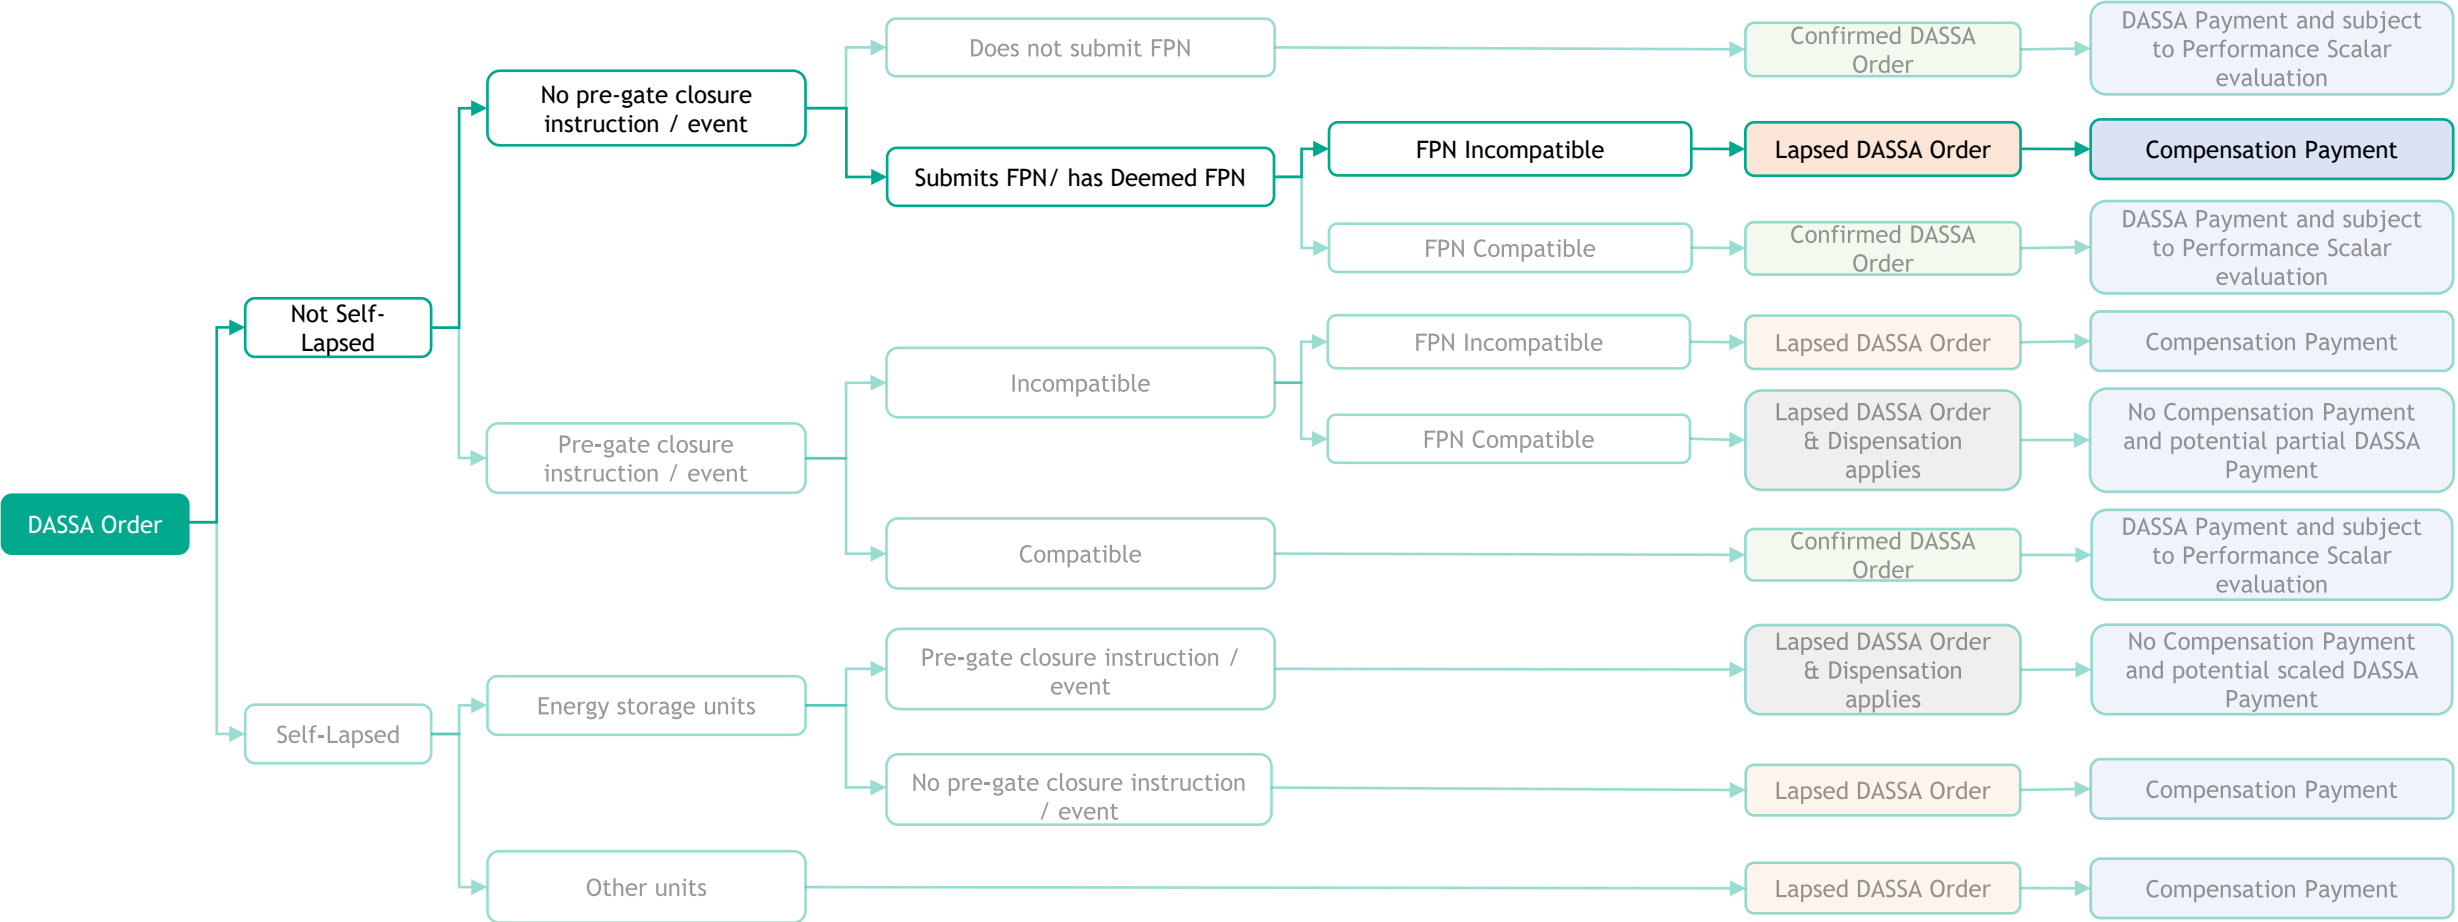 Does not submit FPN
Confirmed DASSA
Order
DASSA Payment and subject
to Performance Scalar
evaluation
No pre-gate closure
instruction / event
Submits FPN/ has Deemed FPN
FPN Incompatible
Lapsed DASSA Order
Compensation Payment
FPN Compatible
Confirmed DASSA
Order
DASSA Payment and subject
to Performance Scalar
evaluation
Not Self-
Lapsed
Incompatible
FPN Incompatible
Lapsed DASSA Order
Compensation Payment
Pre-gate closure
instruction / event
FPN Compatible
Lapsed DASSA Order
& Dispensation
applies
No Compensation Payment
and potential partial DASSA
Payment
DASSA Order
Compatible
Confirmed DASSA
Order
DASSA Payment and subject
to Performance Scalar
evaluation
Self-Lapsed
Energy storage units
Pre-gate closure instruction /
event
Lapsed DASSA Order
& Dispensation
applies
No Compensation Payment
and potential scaled DASSA
Payment
No pre-gate closure instruction
/ event
Lapsed DASSA Order
Compensation Payment
Other units
Lapsed DASSA Order
Compensation Payment